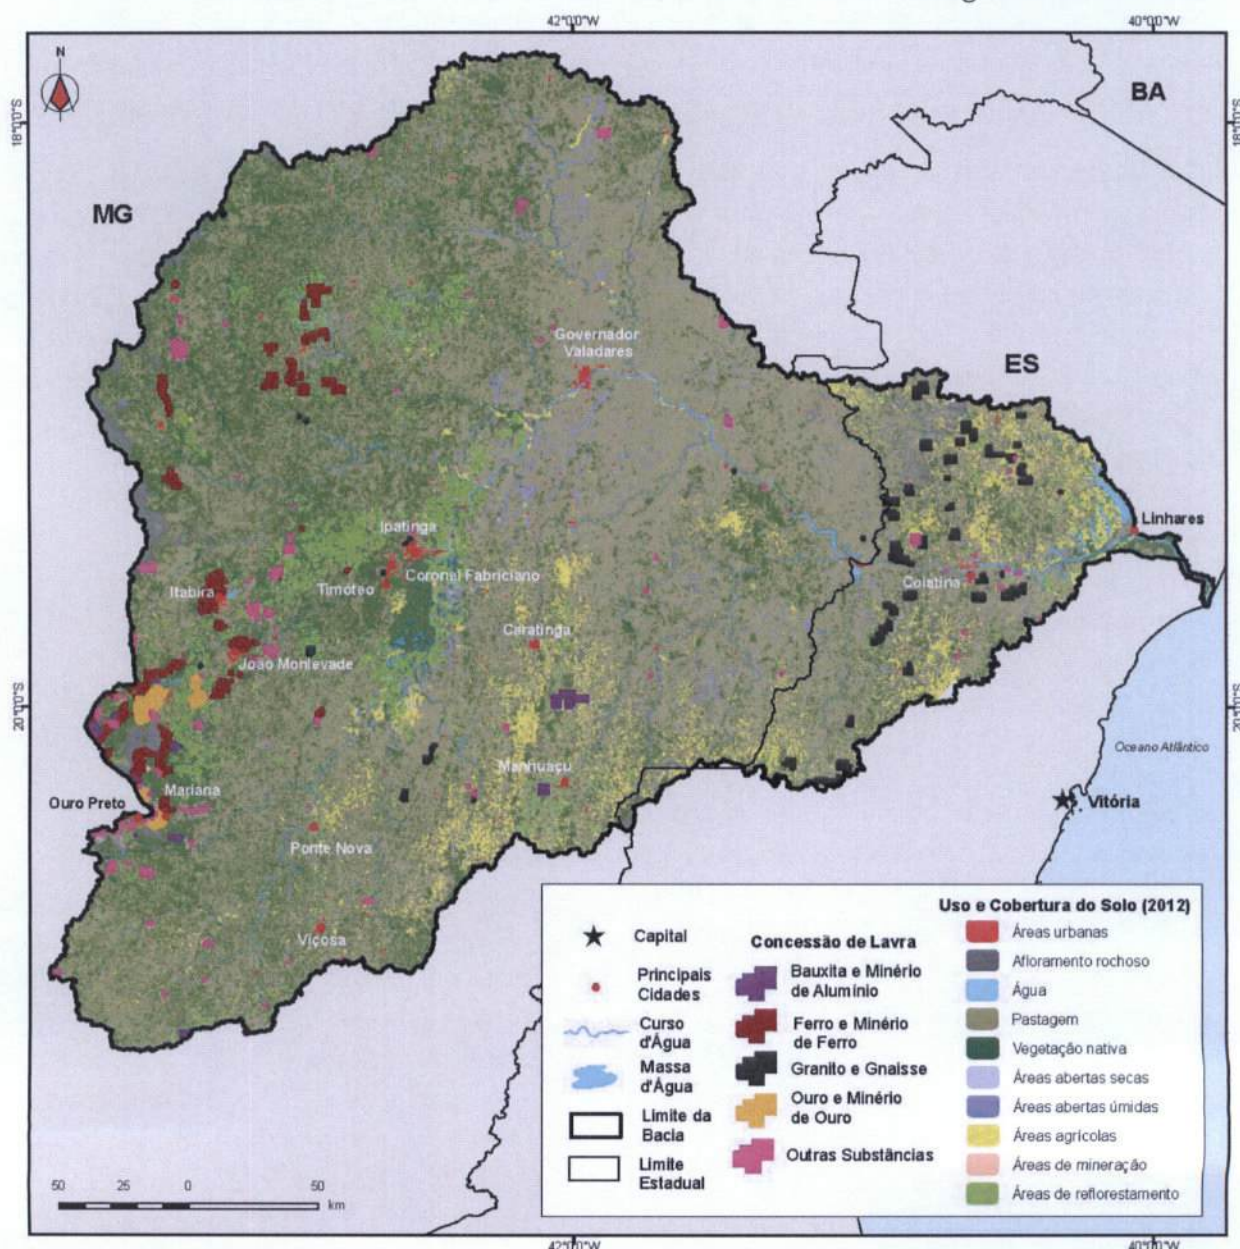 42°0'0"W
40°0'0"W
N
18°0'0"S
18°0'0"S
BA
MG
Governador
Valadares
ES
Ipatinga
Linhares
Coronel Fabriciano
Timóteo
Itabira
Colatina
Caratinga
João Monlevade
20°0'0"S
20°0'0"S
Oceano Atlântico
Manhuaçu
Mariana
Ouro Preto
Vitória
Ponte Nova
Viçosa
Capital
Principais
Cidades
Curso
d'Água
Massa
d'Água
Limite da
Bacia
Limite
Estadual
Concessão de Lavra
Bauxita e Minério
de Alumínio
Ferro e Minério
de Ferro
Granito e Gnaisse
Ouro e Minério
de Ouro
Outras Substâncias
Uso e Cobertura do Solo (2012)
Áreas urbanas
Afloramento rochoso
Água
Pastagem
Vegetação nativa
Áreas abertas secas
Áreas abertas úmidas
Áreas agrícolas
Áreas de mineração
Áreas de reflorestamento
50 25 0 50
km
42°0'0"W
40°0'0"W